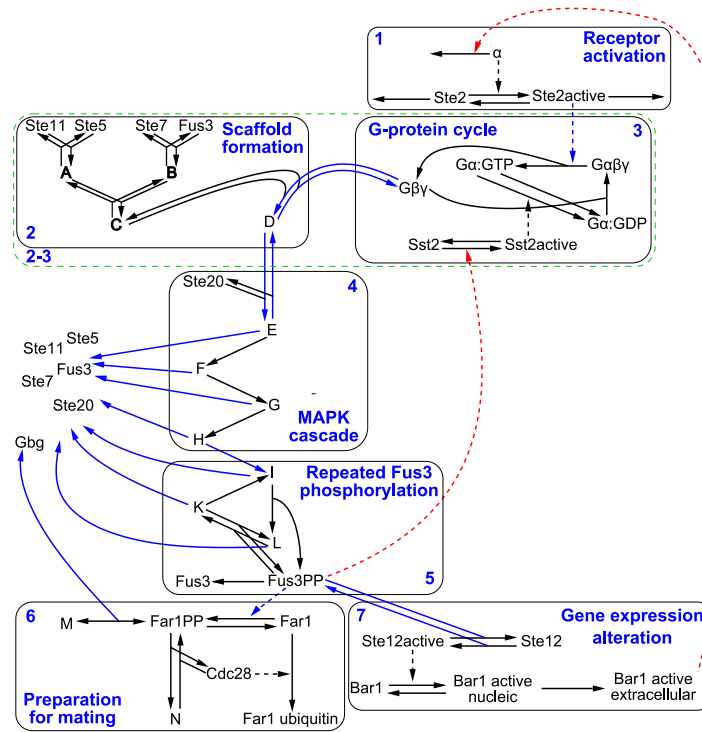 1
Receptor
activation
α
Ste2
Ste2active
Ste11 Ste5
Ste7 Fus3
Scaffold
formation
A
B
C
D
2
2-3
G-protein cycle
3
Gα:GTP
Gαβγ
Gβγ
Gα:GDP
Sst2
Sst2active
Ste20
4
E
F
G
H
MAPK
cascade
Ste11 Ste5
Fus3
Ste7
Ste20
Gbg
Repeated Fus3
phosphorylation
I
K
L
Fus3
Fus3PP
5
6
M
Far1PP
Far1
Cdc28
N
Far1 ubiquitin
Preparation
for mating
7
Gene expression
alteration
Ste12active
Ste12
Bar1
Bar1 active
nucleic
Bar1 active
extracellular